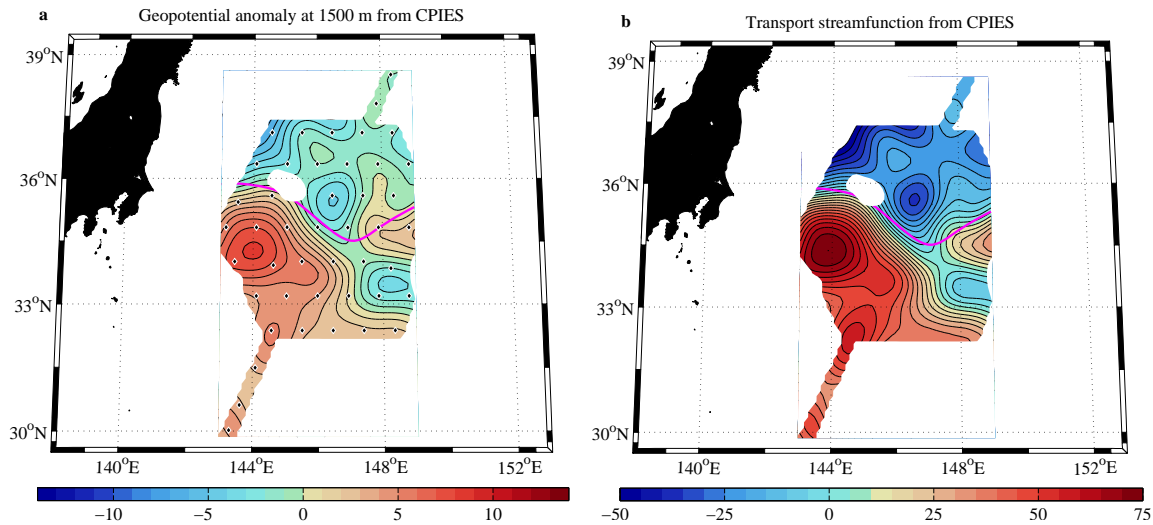 a
Geopotential anomaly at 1500 m from CPIES
39°N
36°N
33°N
30°N
140°E
144°E
148°E
152°E
−10
−5
0
5
10
b
Transport streamfunction from CPIES
39°N
36°N
33°N
30°N
140°E
144°E
148°E
152°E
−50
−25
0
25
50
75